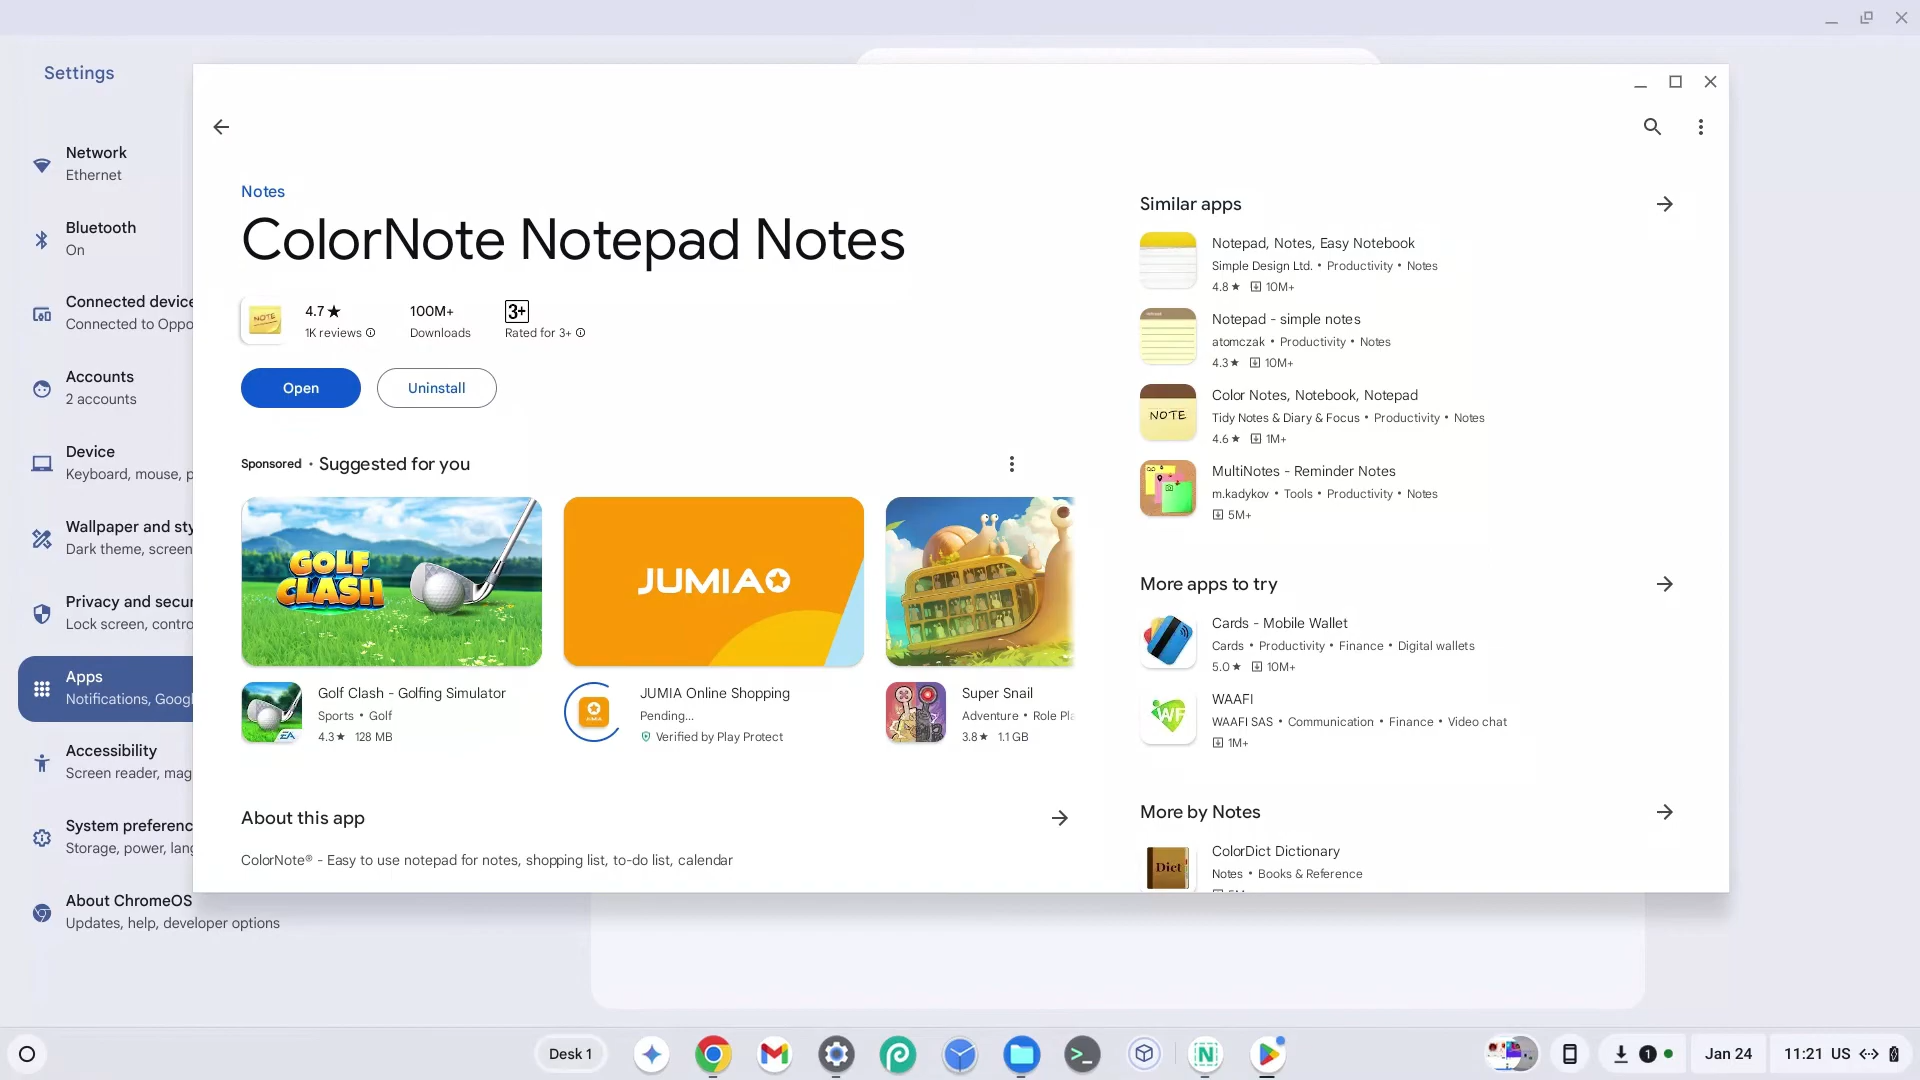 Settings
Network
Ethernet
Bluetooth
On
Connected device
Connected to Oppo
Accounts
2 accounts
Device
Keyboard, mouse, p
Wallpaper and sty
Dark theme, screen
Privacy and secur
Lock screen, contro
Apps
Notifications, Googl
Accessibility
Screen reader, mag
System preferenc
Storage, power, lang
About ChromeOS
Updates, help, developer options
Notes
ColorNote Notepad Notes
NOTE
4.7★
1K reviews
100M+
Downloads
3+
Rated for 3+
Open
Uninstall
Sponsored • Suggested for you
GOLF
CLASH
JUMIA
EA
Golf Clash - Golfing Simulator
Sports • Golf
4.3★ 128 MB
JUMIA Online Shopping
Pending...
Verified by Play Protect
Super Snail
Adventure • Role Pla
3.8★ 1.1 GB
About this app
ColorNote® - Easy to use notepad for notes, shopping list, to-do list, calendar
Similar apps
Notepad, Notes, Easy Notebook
Simple Design Ltd. • Productivity • Notes
4.8★ 10M+
Notepad - simple notes
atomczak • Productivity • Notes
4.3★ 10M+
NOTE
Color Notes, Notebook, Notepad
Tidy Notes & Diary & Focus • Productivity • Notes
4.6★ 1M+
MultiNotes - Reminder Notes
m.kadykov • Tools • Productivity • Notes
5M+
More apps to try
Cards - Mobile Wallet
Cards • Productivity • Finance • Digital wallets
5.0★ 10M+
WF
WAAFI
WAAFI SAS • Communication • Finance • Video chat
1M+
More by Notes
Dict
ColorDict Dictionary
Notes • Books & Reference
Desk 1
1
Jan 24
11:21 US